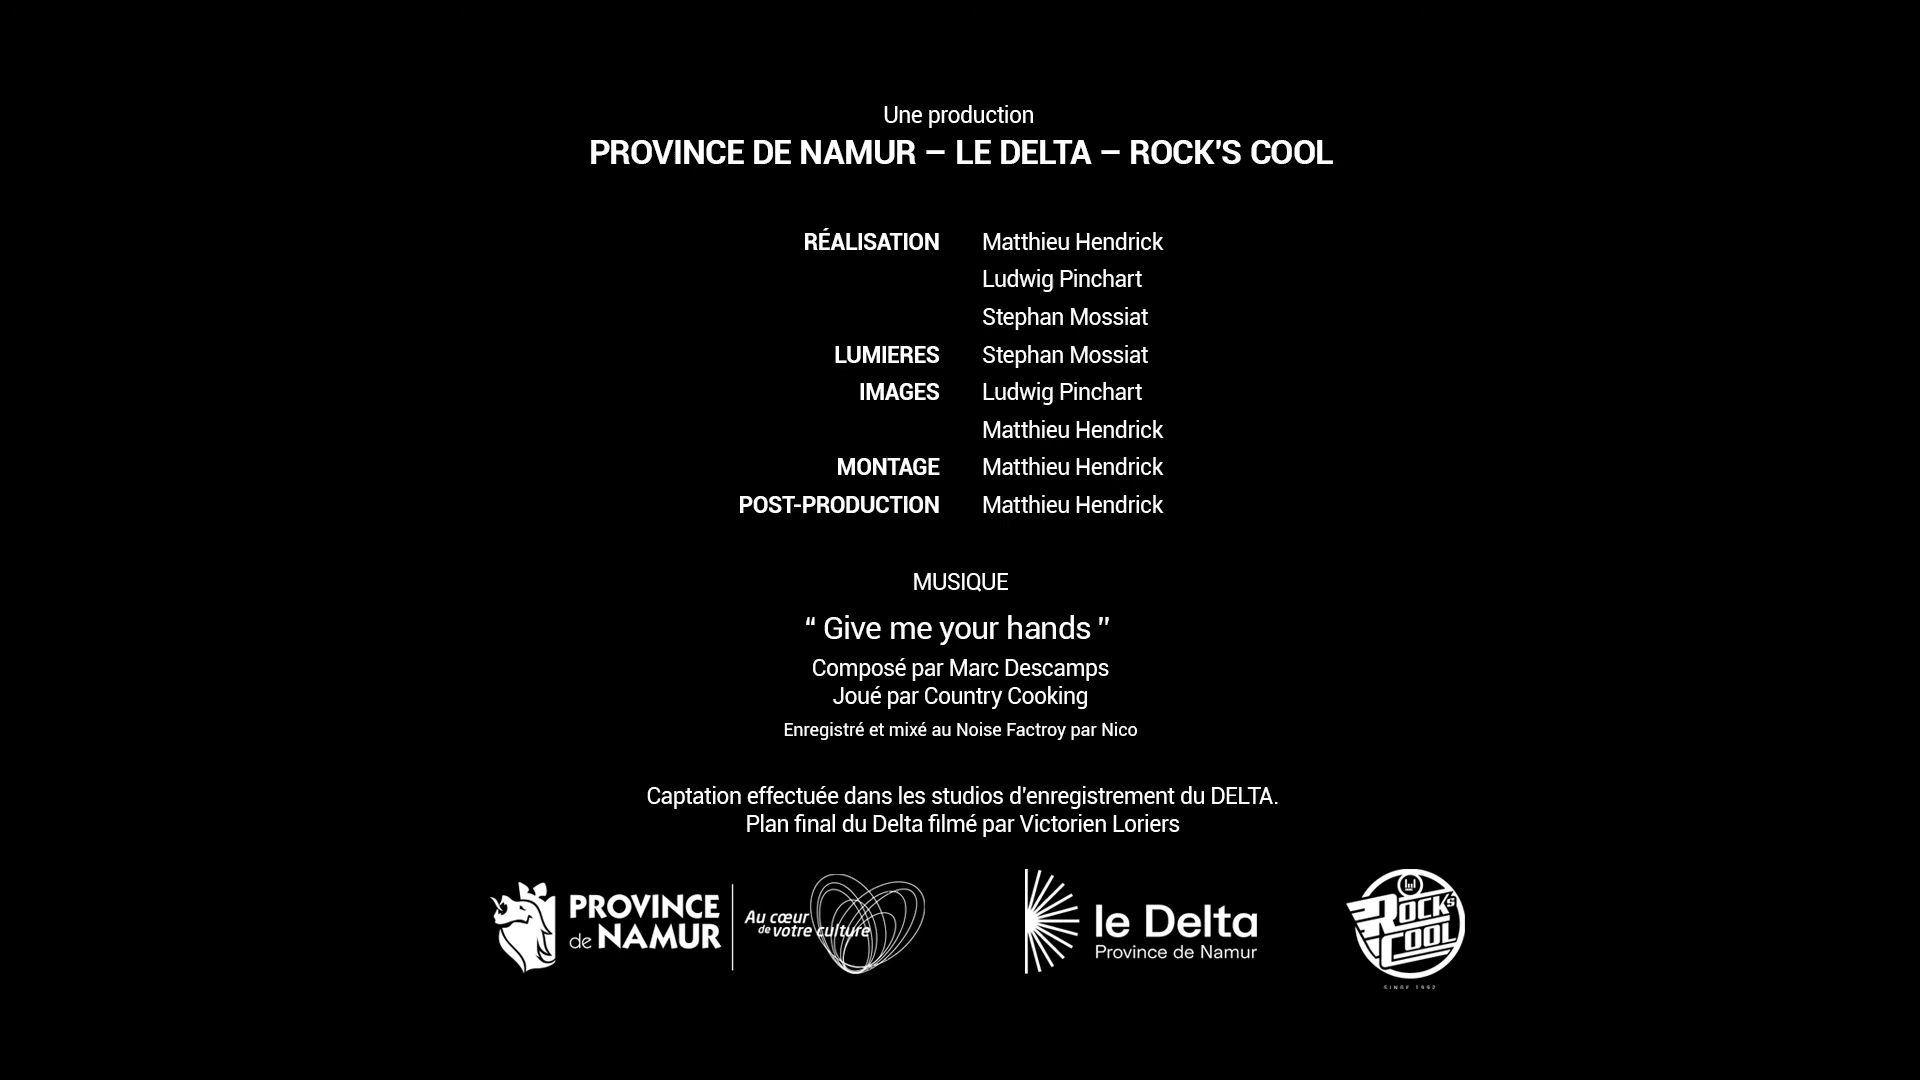 Une production
PROVINCE DE NAMUR – LE DELTA – ROCK'S COOL
RÉALISATION Matthieu Hendrick
Ludwig Pinchart
Stephan Mossiat
LUMIERES Stephan Mossiat
IMAGES Ludwig Pinchart
Matthieu Hendrick
MONTAGE Matthieu Hendrick
POST-PRODUCTION Matthieu Hendrick
MUSIQUE
“ Give me your hands ”
Composé par Marc Descamps
Joué par Country Cooking
Enregistré et mixé au Noise Factroy par Nico
Captation effectuée dans les studios d'enregistrement du DELTA.
Plan final du Delta filmé par Victorien Loriers
PROVINCE
de NAMUR
Au cœur
de votre culture
le Delta
Province de Namur
ROCK'S
COOL
SINCE 1992